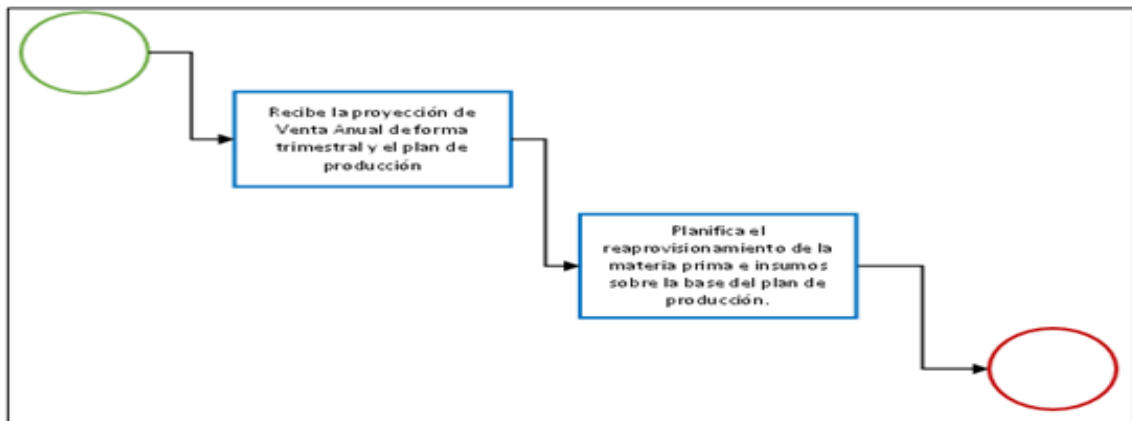 Recibe la proyección de
Venta Anual de forma
trimestral y el plan de
producción
Planifica el
reaprovisionamiento de la
materia prima e insumos
sobre la base del plan de
producción.